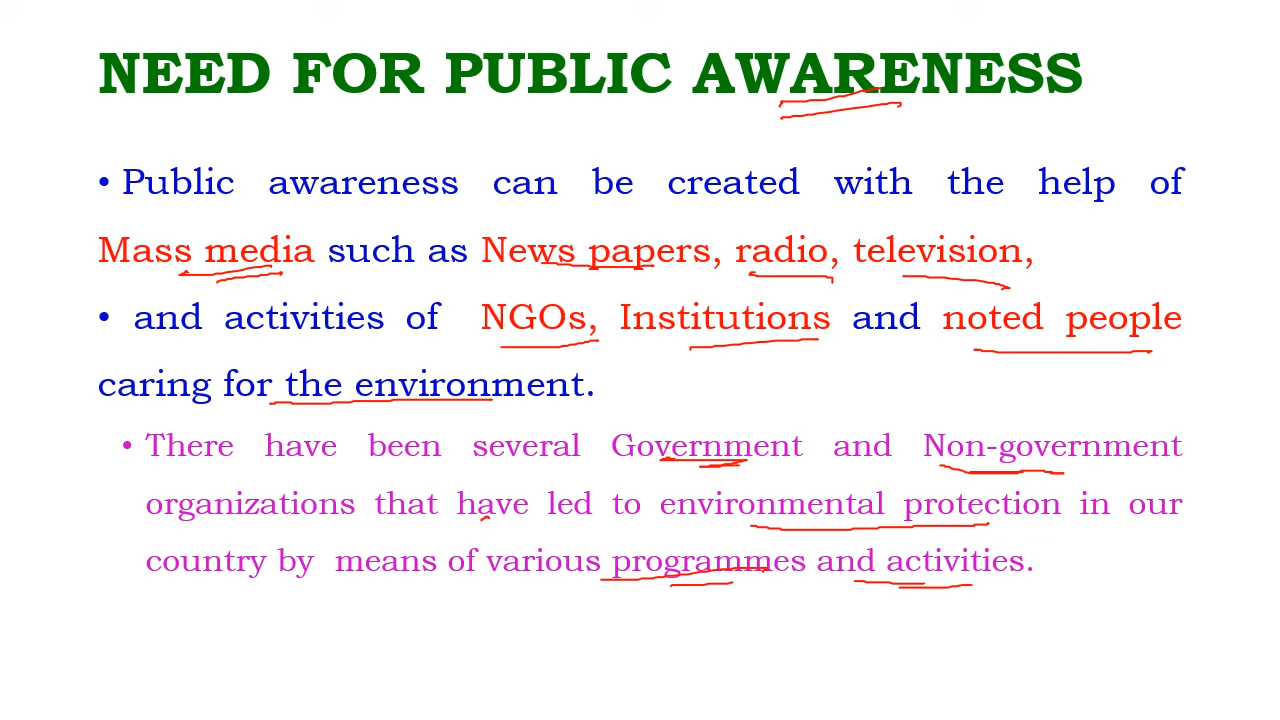 NEED FOR PUBLIC AWARENESS
• Public awareness can be created with the help of
Mass media such as News papers, radio, television,
• and activities of NGOs, Institutions and noted people
caring for the environment.
• There have been several Government and Non-government
organizations that have led to environmental protection in our
country by means of various programmes and activities.